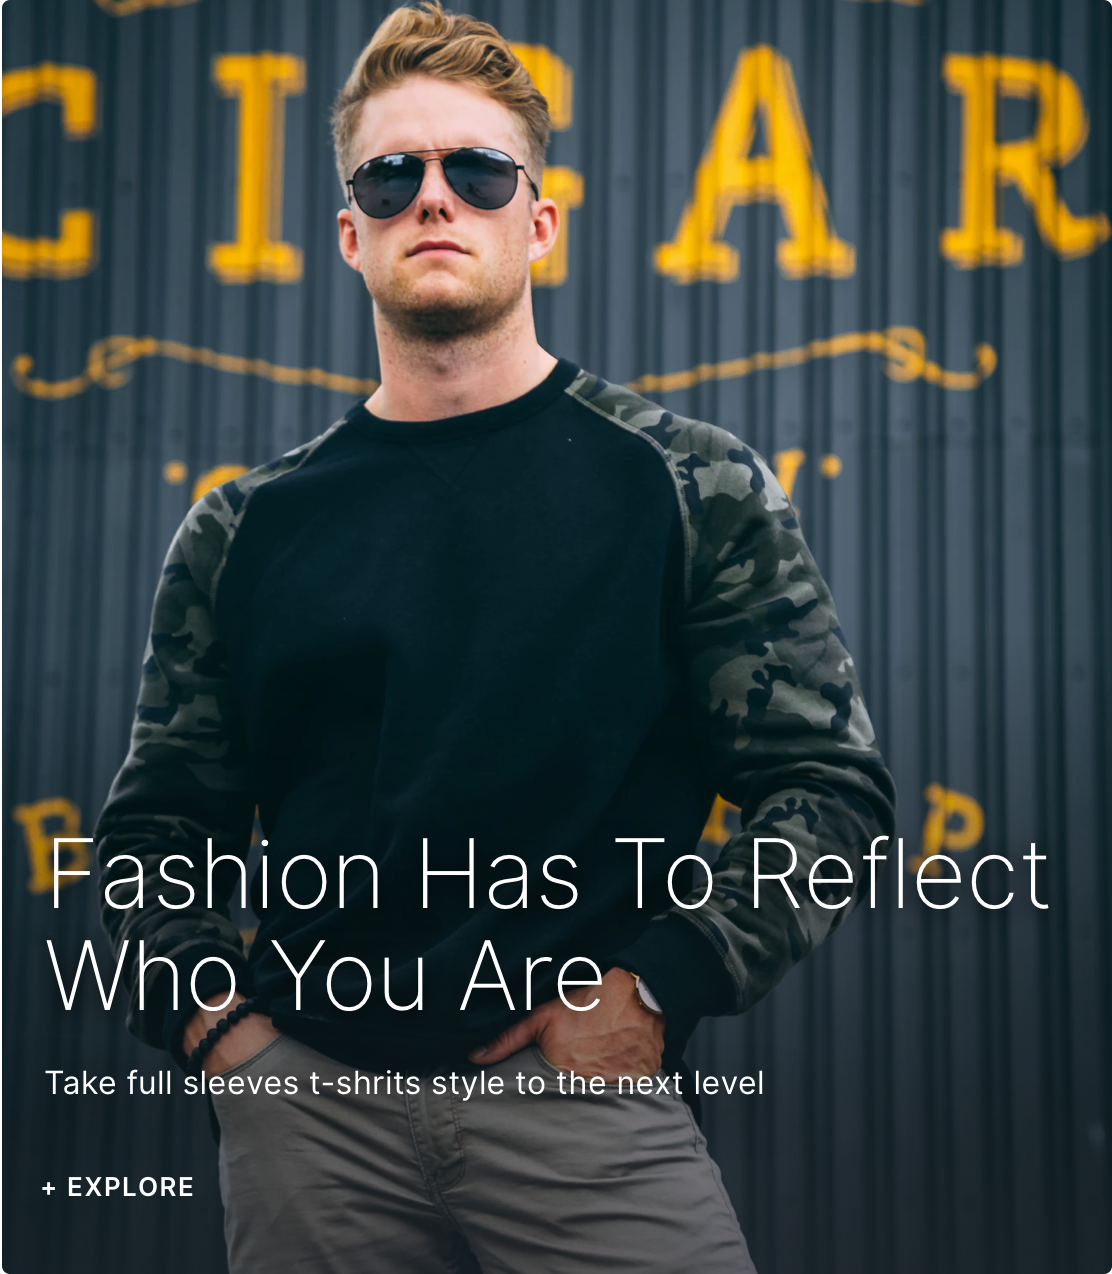 CIGAR
Fashion Has To Reflect
Who You Are
Take full sleeves t-shrits style to the next level
+ EXPLORE